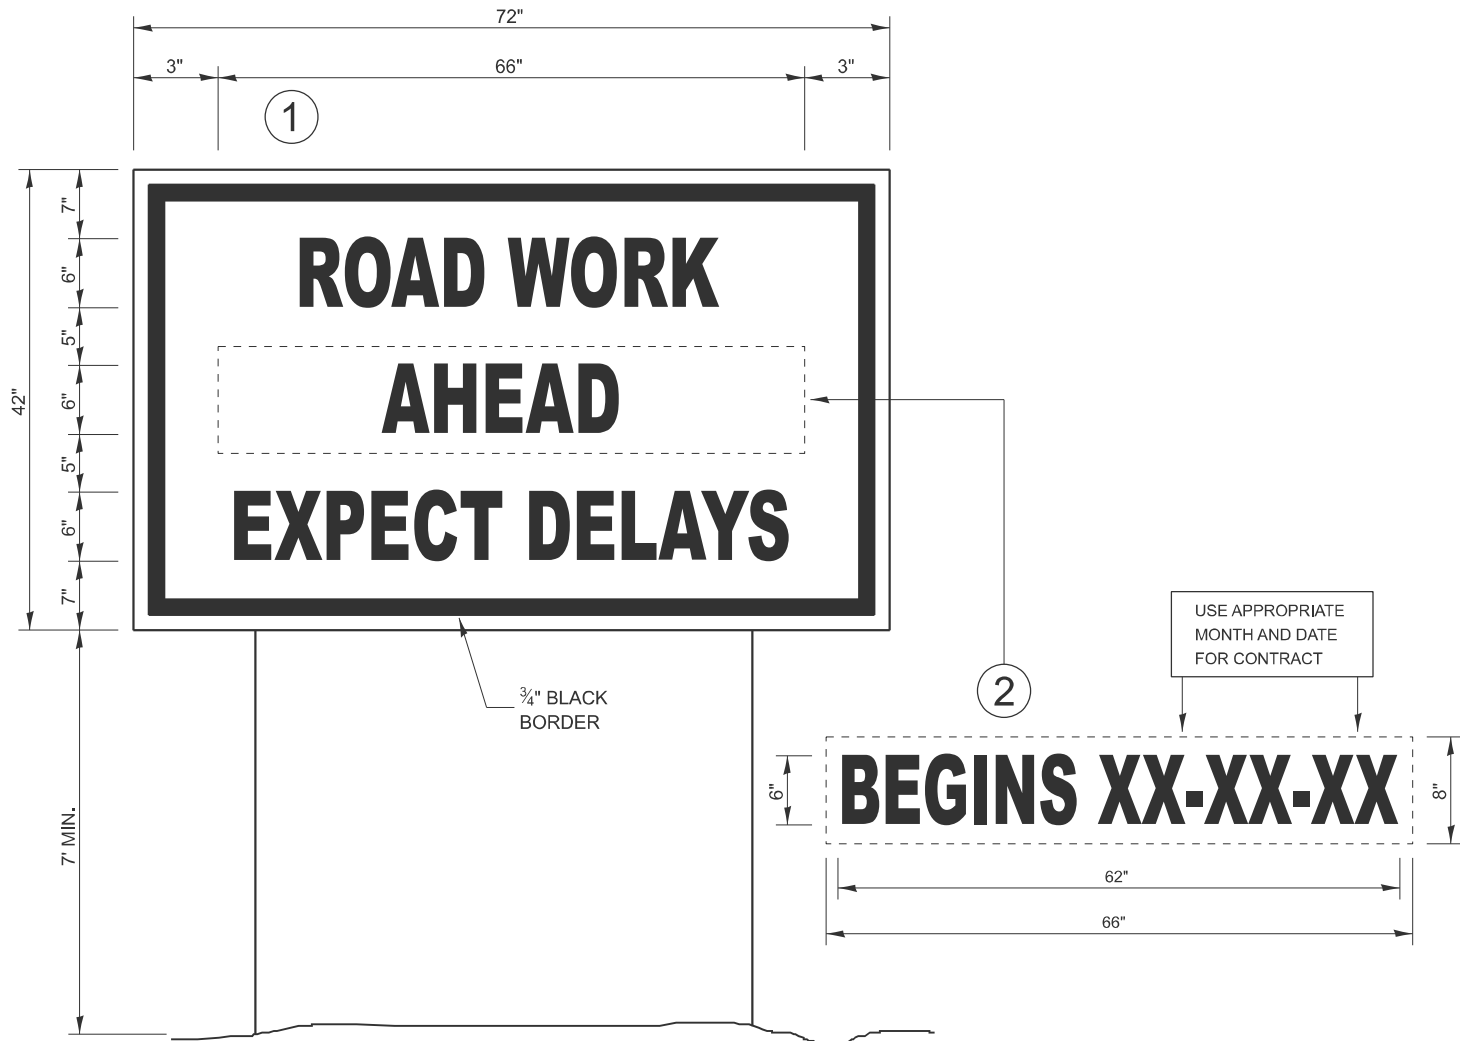 72"
3" 66" 3"
1
7"
6"
5"
6"
5"
6"
7"
42"
ROAD WORK
AHEAD
EXPECT DELAYS
¾" BLACK
BORDER
7' MIN.
2
USE APPROPRIATE
MONTH AND DATE
FOR CONTRACT
6"
BEGINS XX-XX-XX
8"
62"
66"